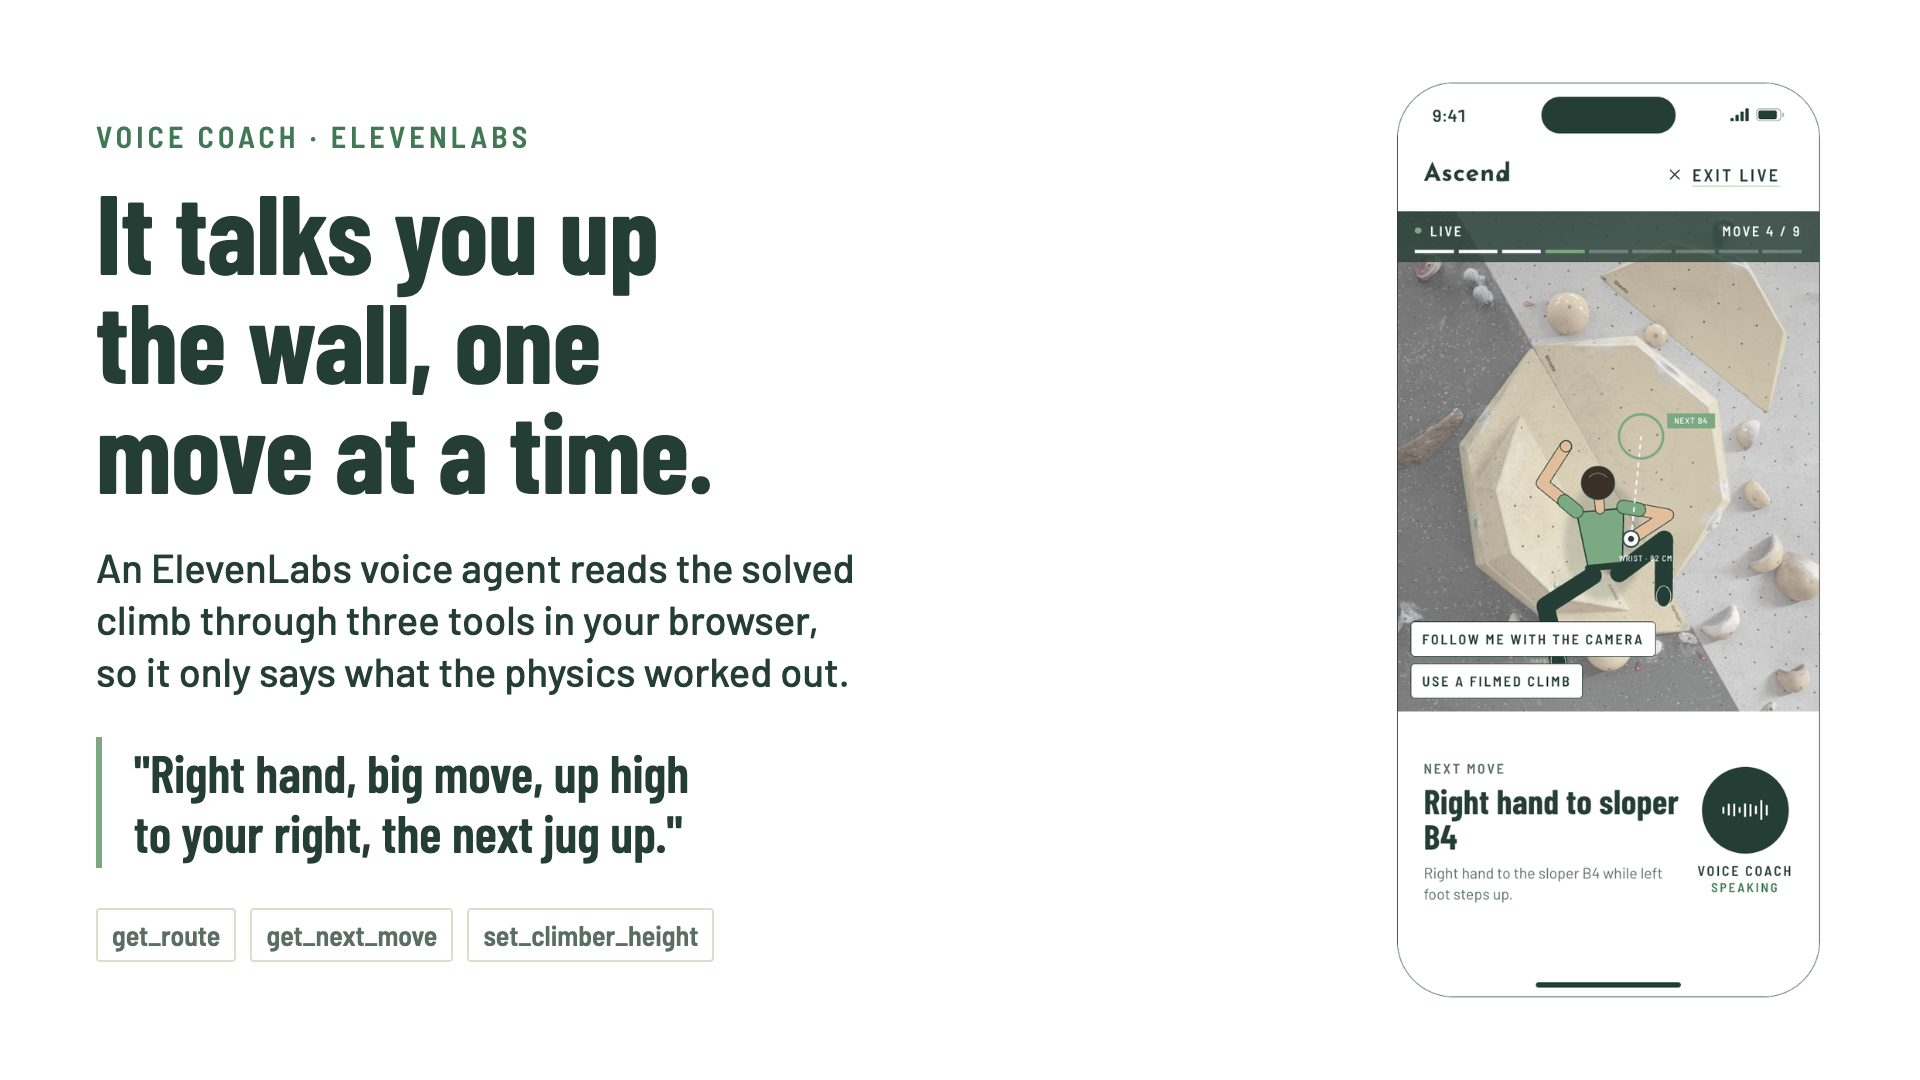 VOICE COACH · ELEVENLABS
It talks you up
the wall, one
move at a time.
An ElevenLabs voice agent reads the solved
climb through three tools in your browser,
so it only says what the physics worked out.
"Right hand, big move, up high
to your right, the next jug up."
get_route get_next_move set_climber_height
9:41
Ascend
× EXIT LIVE
LIVE
MOVE 4 / 9
NEXT B4
FOLLOW ME WITH THE CAMERA
USE A FILMED CLIMB
NEXT MOVE
Right hand to sloper
B4
Right hand to the sloper B4 while left
foot steps up.
VOICE COACH
SPEAKING